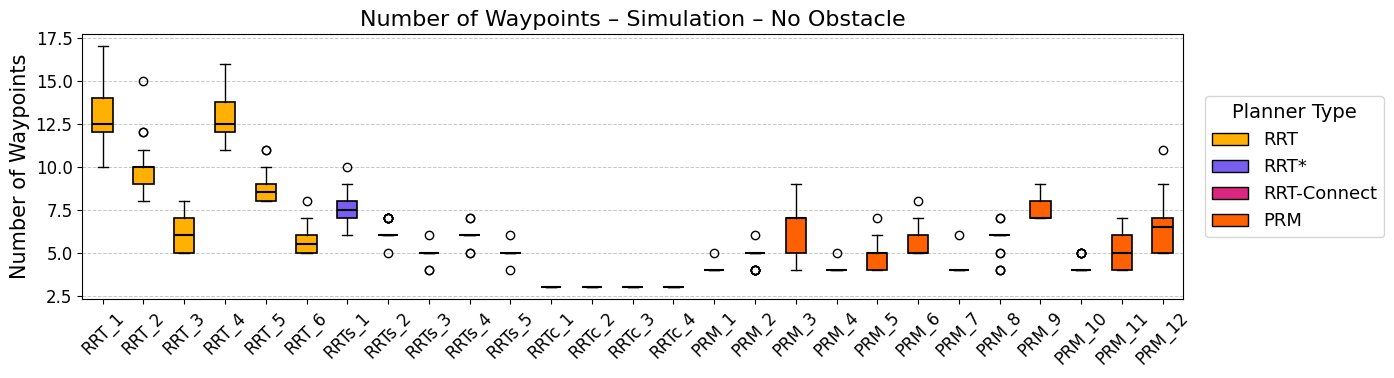 Number of Waypoints – Simulation – No Obstacle
Number of Waypoints
17.5
15.0
12.5
10.0
7.5
5.0
2.5
RRT_1
RRT_2
RRT_3
RRT_4
RRT_5
RRT_6
RRTs_1
RRTs_2
RRTs_3
RRTs_4
RRTs_5
RRTc_1
RRTc_2
RRTc_3
RRTc_4
PRM_1
PRM_2
PRM_3
PRM_4
PRM_5
PRM_6
PRM_7
PRM_8
PRM_9
PRM_10
PRM_11
PRM_12
Planner Type
RRT
RRT*
RRT-Connect
PRM